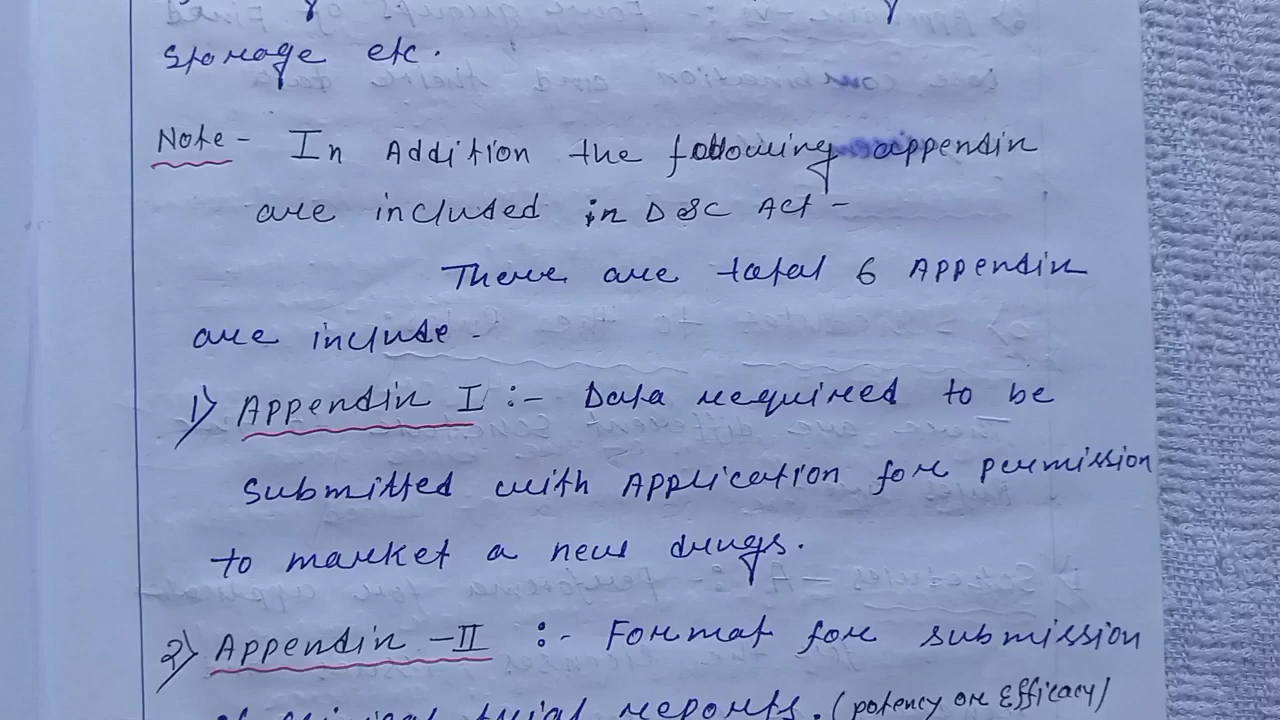 storage etc.
Note - In Addition the following appendix
are included in D&C Act -
There are total 6 Appendix
are include -
1) Appendix I :- Data required to be
submitted with Application for permission
to market a new drugs.
2) Appendix -II :- Format for submission
of clinical trial reports. (potency or Efficacy)